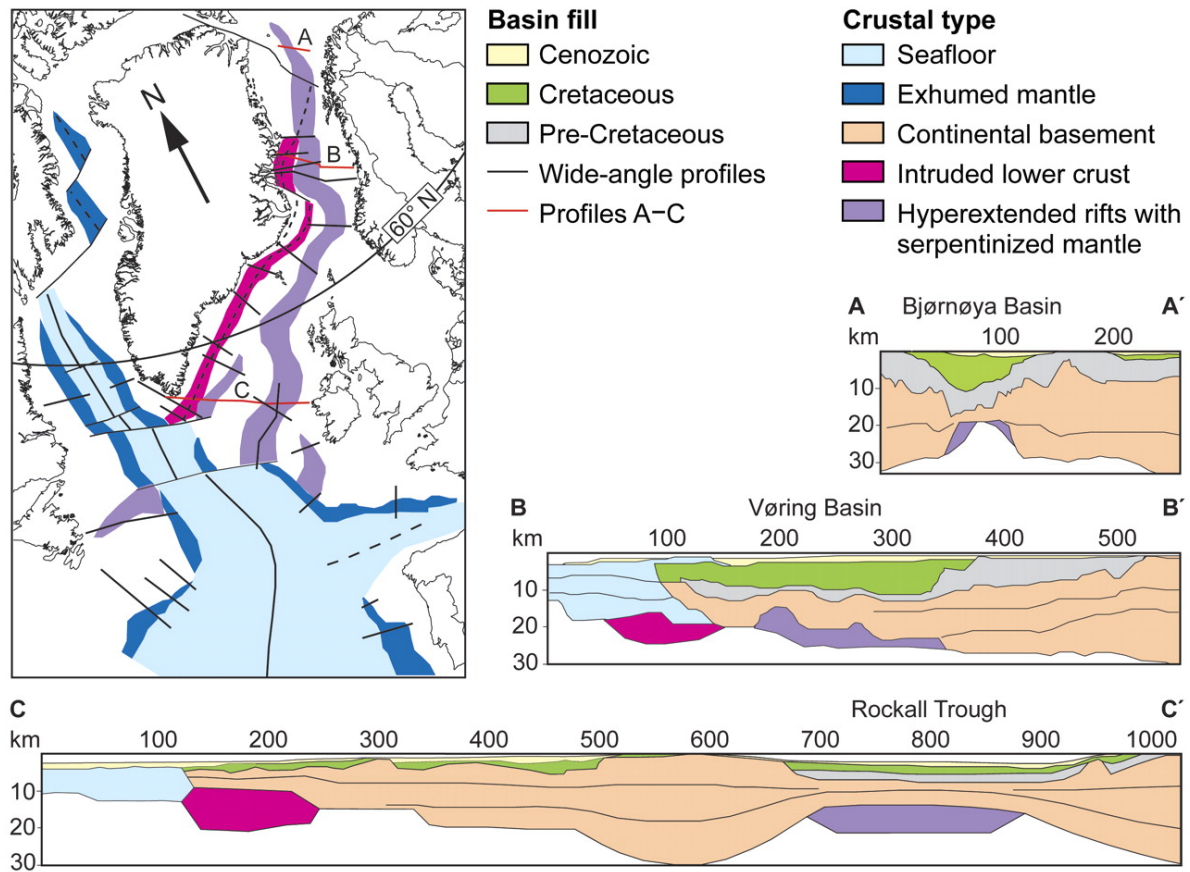 N
A
B
60° N
C
Basin fill
Cenozoic
Cretaceous
Pre-Cretaceous
Wide-angle profiles
Profiles A–C
Crustal type
Seafloor
Exhumed mantle
Continental basement
Intruded lower crust
Hyperextended rifts with
serpentinized mantle
A Bjørnøya Basin A´
km 100 200
10
20
30
B Vøring Basin B´
km 100 200 300 400 500
10
20
30
C Rockall Trough C´
km 100 200 300 400 500 600 700 800 900 1000
10
20
30